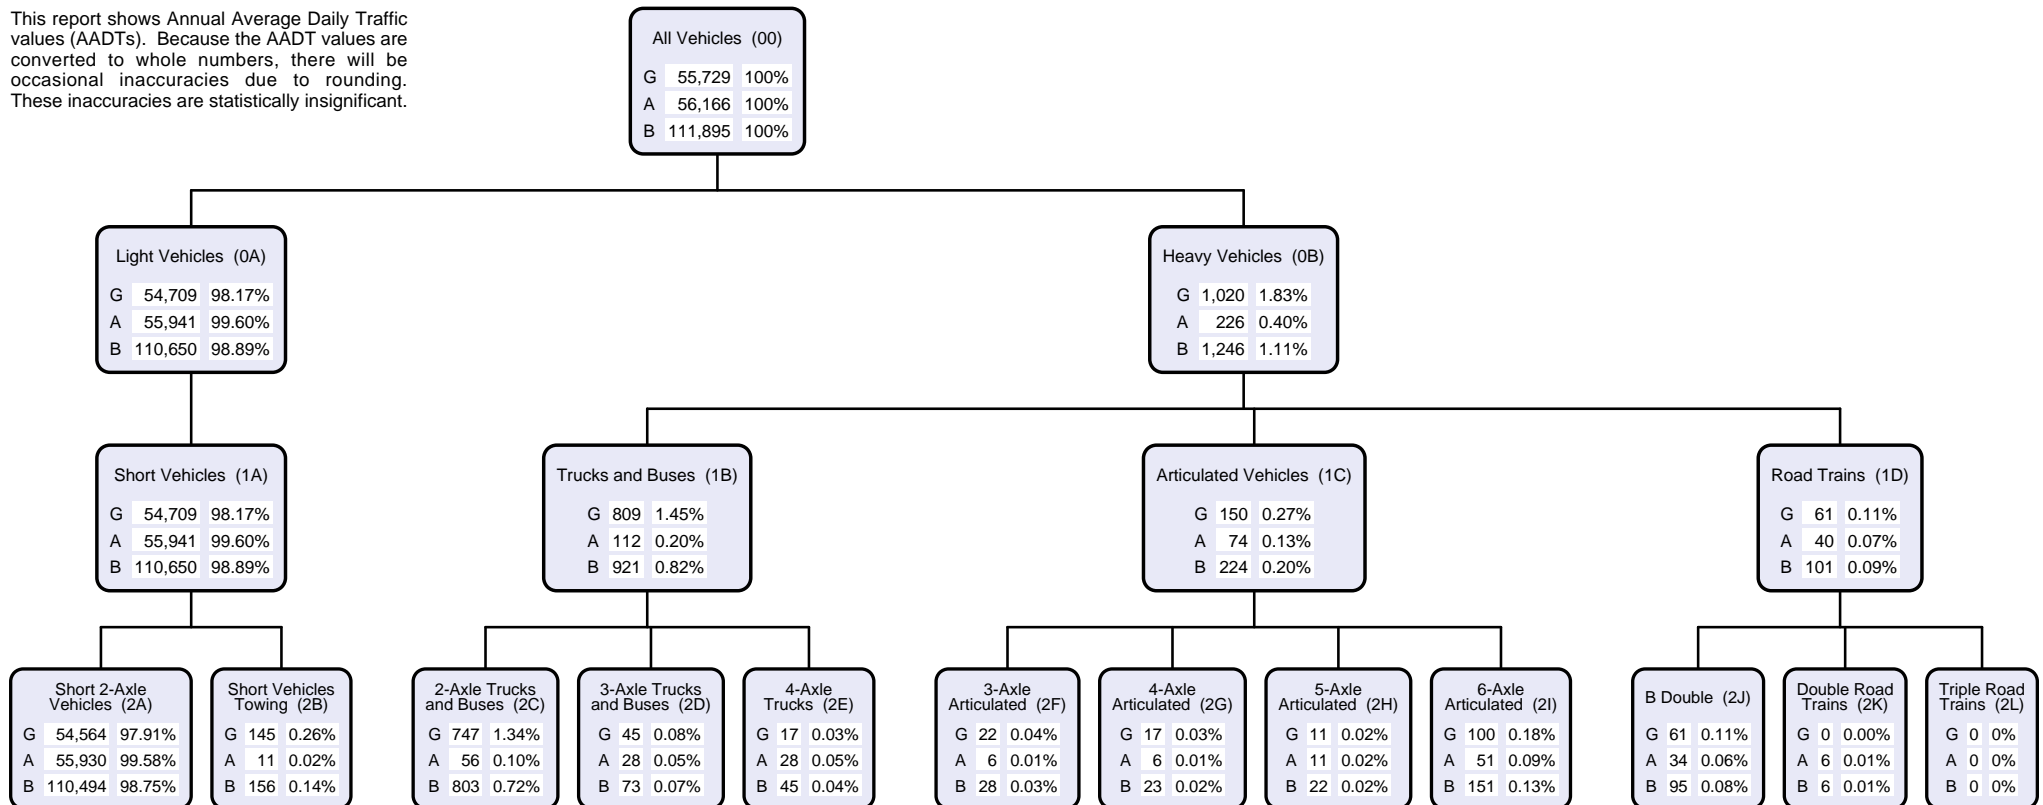 This report shows Annual Average Daily Traffic
values (AADTs). Because the AADT values are
converted to whole numbers, there will be
occasional inaccuracies due to rounding.
These inaccuracies are statistically insignificant.
All Vehicles (00)
G 55,729 100%
A 56,166 100%
B 111,895 100%
Light Vehicles (0A)
G 54,709 98.17%
A 55,941 99.60%
B 110,650 98.89%
Heavy Vehicles (0B)
G 1,020 1.83%
A 226 0.40%
B 1,246 1.11%
Short Vehicles (1A)
G 54,709 98.17%
A 55,941 99.60%
B 110,650 98.89%
Trucks and Buses (1B)
G 809 1.45%
A 112 0.20%
B 921 0.82%
Articulated Vehicles (1C)
G 150 0.27%
A 74 0.13%
B 224 0.20%
Road Trains (1D)
G 61 0.11%
A 40 0.07%
B 101 0.09%
Short 2-Axle
Vehicles (2A)
G 54,564 97.91%
A 55,930 99.58%
B 110,494 98.75%
Short Vehicles
Towing (2B)
G 145 0.26%
A 11 0.02%
B 156 0.14%
2-Axle Trucks
and Buses (2C)
G 747 1.34%
A 56 0.10%
B 803 0.72%
3-Axle Trucks
and Buses (2D)
G 45 0.08%
A 28 0.05%
B 73 0.07%
4-Axle
Trucks (2E)
G 17 0.03%
A 28 0.05%
B 45 0.04%
3-Axle
Articulated (2F)
G 22 0.04%
A 6 0.01%
B 28 0.03%
4-Axle
Articulated (2G)
G 17 0.03%
A 6 0.01%
B 23 0.02%
5-Axle
Articulated (2H)
G 11 0.02%
A 11 0.02%
B 22 0.02%
6-Axle
Articulated (2I)
G 100 0.18%
A 51 0.09%
B 151 0.13%
B Double (2J)
G 61 0.11%
A 34 0.06%
B 95 0.08%
Double Road
Trains (2K)
G 0 0.00%
A 6 0.01%
B 6 0.01%
Triple Road
Trains (2L)
G 0 0%
A 0 0%
B 0 0%